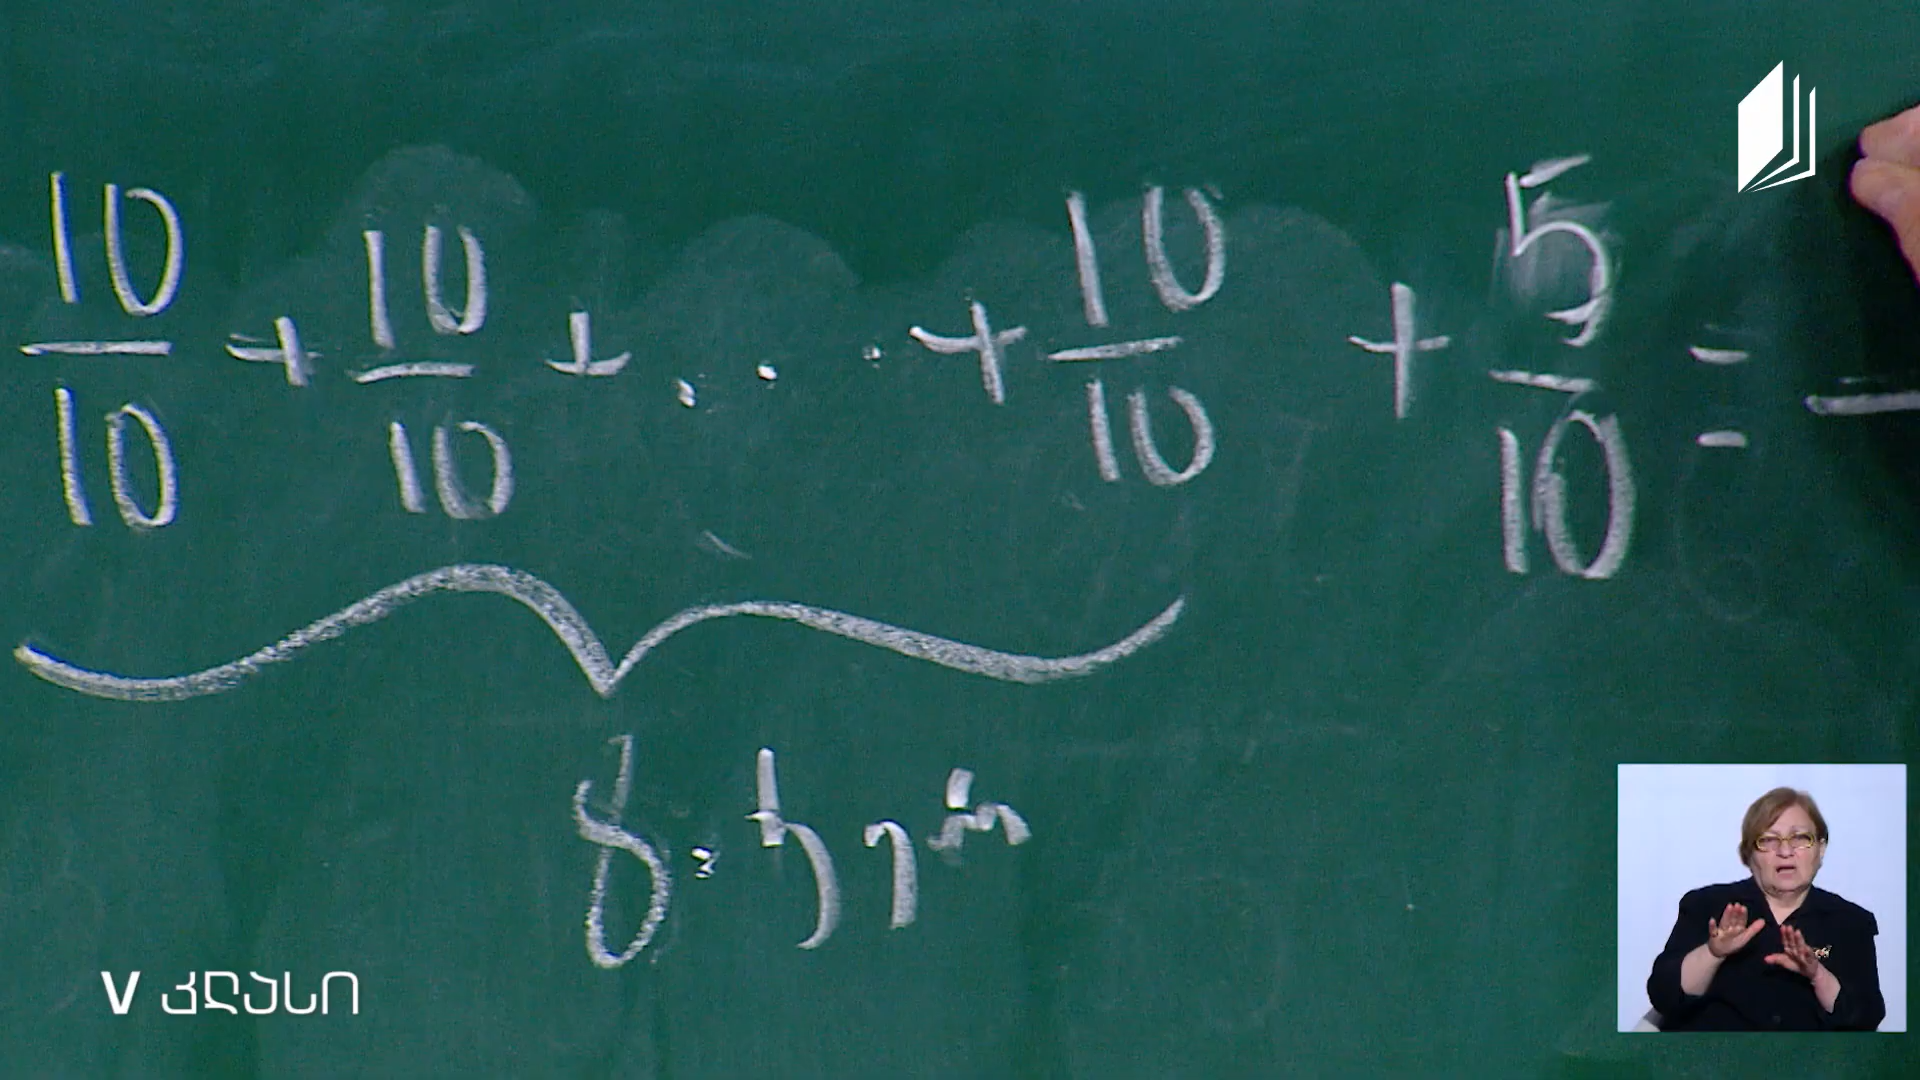 10/10 + 10/10 + ... + 10/10 + 5/10 =
8-ჯერ
V კლასი